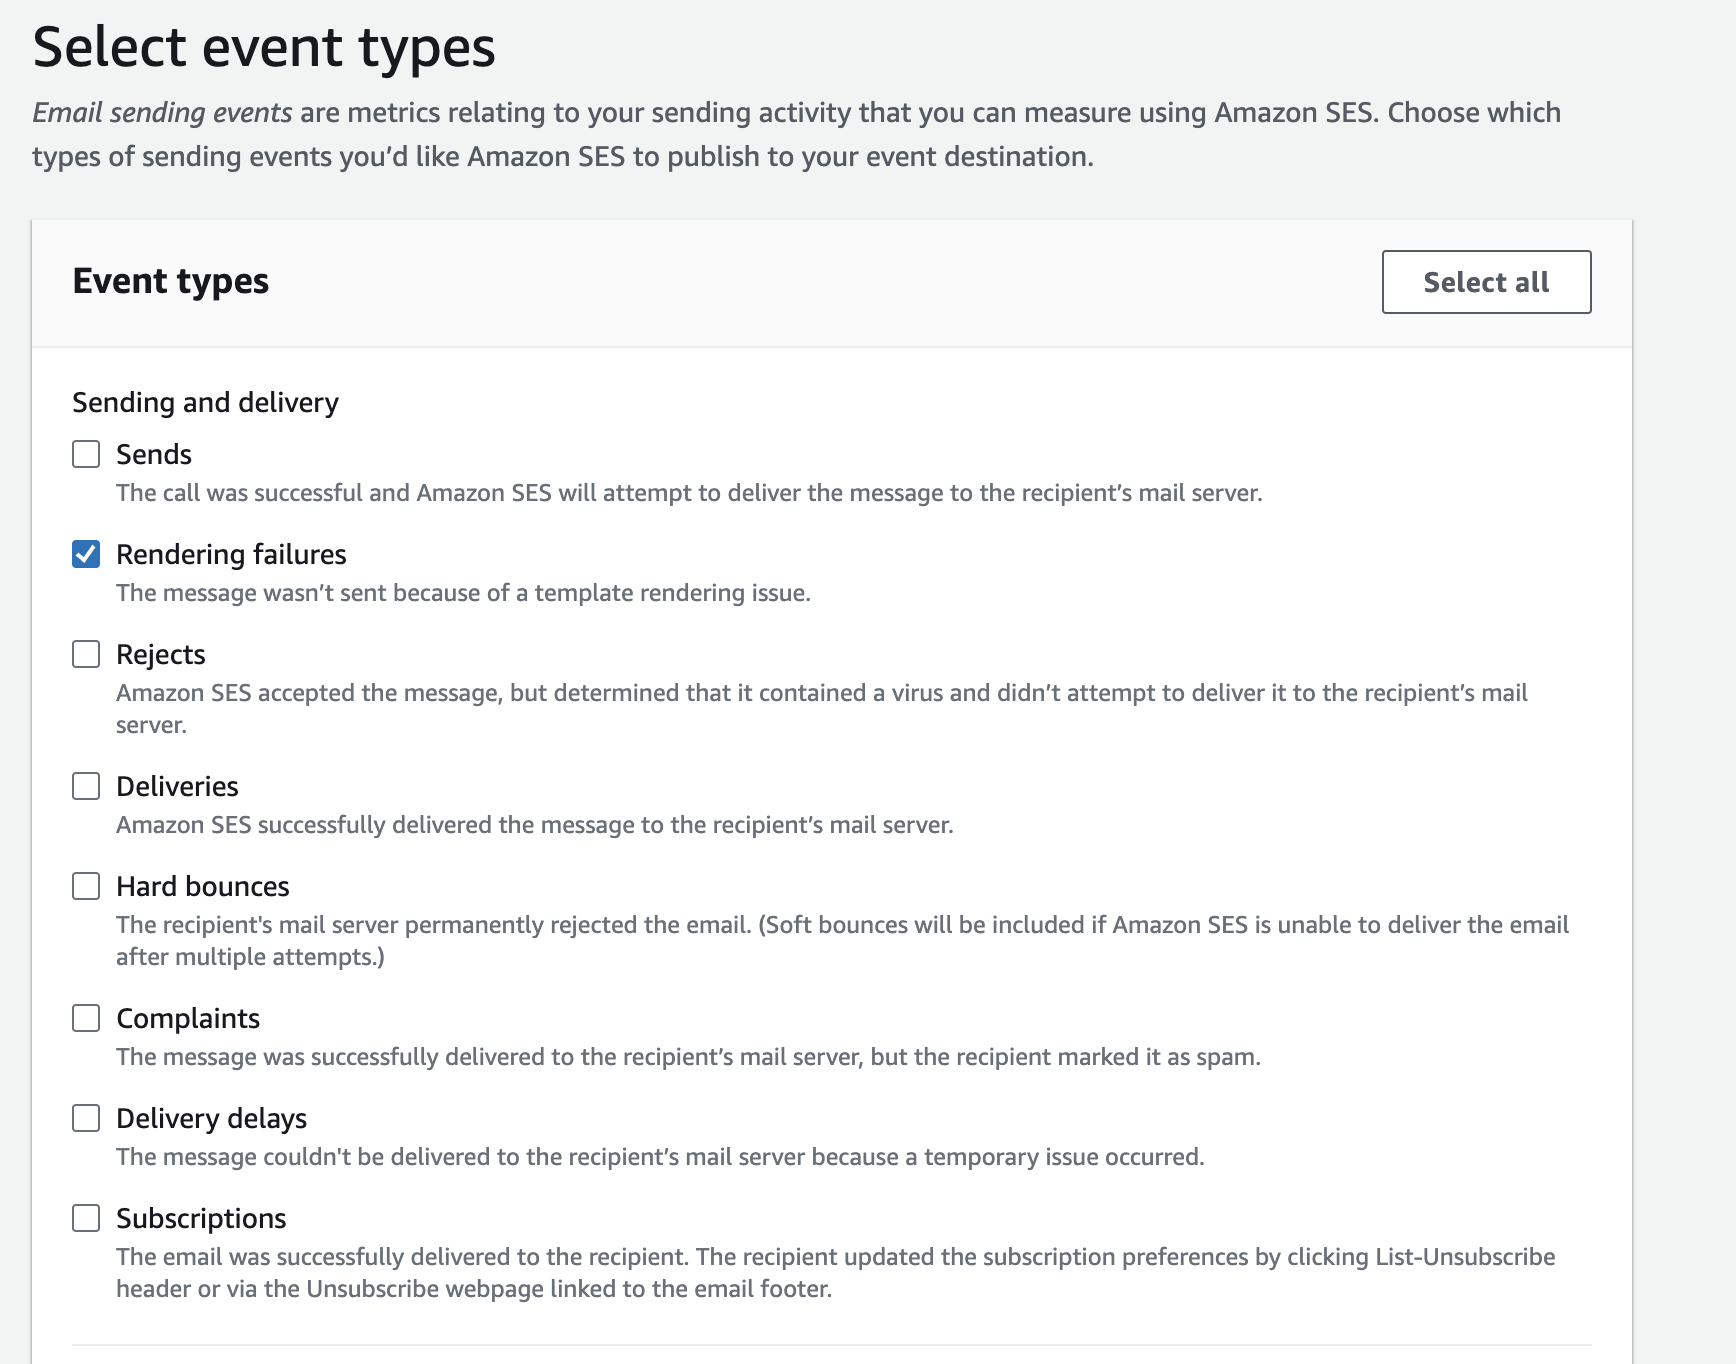 Select event types
Email sending events are metrics relating to your sending activity that you can measure using Amazon SES. Choose which
types of sending events you’d like Amazon SES to publish to your event destination.
Event types
Select all
Sending and delivery
Sends
The call was successful and Amazon SES will attempt to deliver the message to the recipient’s mail server.
Rendering failures
The message wasn’t sent because of a template rendering issue.
Rejects
Amazon SES accepted the message, but determined that it contained a virus and didn’t attempt to deliver it to the recipient’s mail
server.
Deliveries
Amazon SES successfully delivered the message to the recipient’s mail server.
Hard bounces
The recipient's mail server permanently rejected the email. (Soft bounces will be included if Amazon SES is unable to deliver the email
after multiple attempts.)
Complaints
The message was successfully delivered to the recipient’s mail server, but the recipient marked it as spam.
Delivery delays
The message couldn't be delivered to the recipient’s mail server because a temporary issue occurred.
Subscriptions
The email was successfully delivered to the recipient. The recipient updated the subscription preferences by clicking List-Unsubscribe
header or via the Unsubscribe webpage linked to the email footer.